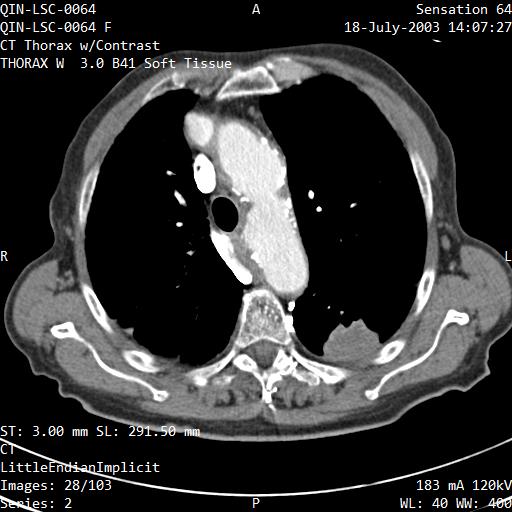 QIN-LSC-0064
A
Sensation 64
QIN-LSC-0064 F
18-July-2003 14:07:27
CT Thorax w/Contrast
THORAX W  3.0 B41 Soft Tissue
R
L
ST: 3.00 mm SL: 291.50 mm
CT
LittleEndianImplicit
Images: 28/103
183 mA 120kV
Series: 2
P
WL: 40 WW: 400